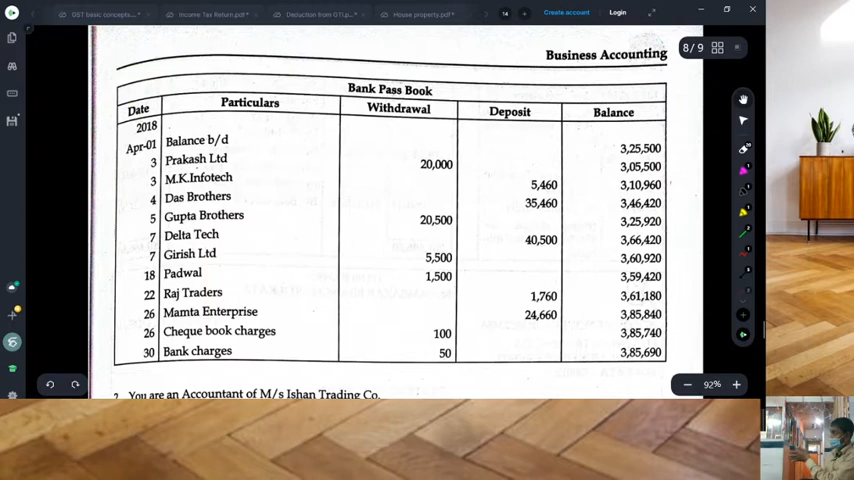 GST basic concepts....*
Income Tax Return.pdf*
Deduction from GTI.p...*
House property.pdf*
14
Create account
Login
Business Accounting
8/9
Bank Pass Book
Date Particulars Withdrawal Deposit Balance
2018
Apr-01 Balance b/d 3,25,500
3 Prakash Ltd 20,000 3,05,500
3 M.K.Infotech 5,460 3,10,960
4 Das Brothers 35,460 3,46,420
5 Gupta Brothers 20,500 3,25,920
7 Delta Tech 40,500 3,66,420
7 Girish Ltd 5,500 3,60,920
18 Padwal 1,500 3,59,420
22 Raj Traders 1,760 3,61,180
26 Mamta Enterprise 24,660 3,85,840
26 Cheque book charges 100 3,85,740
30 Bank charges 50 3,85,690
2. You are an Accountant of M/s Ishan Trading Co.
92%